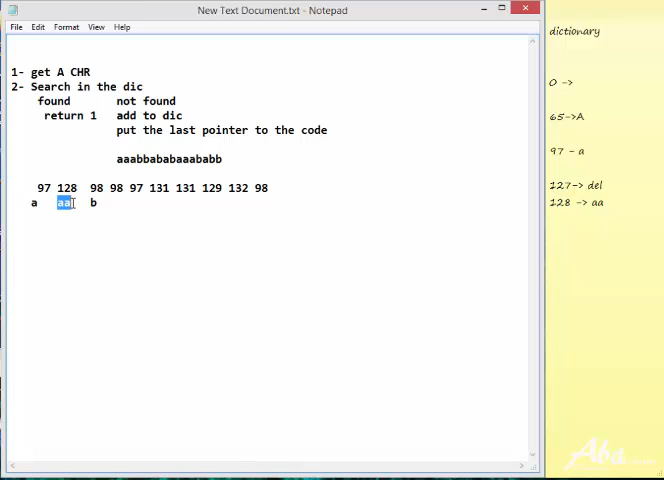 New Text Document.txt - Notepad
File Edit Format View Help
1- get A CHR
2- Search in the dic
found not found
return 1 add to dic
put the last pointer to the code
aaabbababaaababb
97 128 98 98 97 131 131 129 132 98
a aa b
dictionary
0 ->
65->A
97 - a
127-> del
128 -> aa
Aba